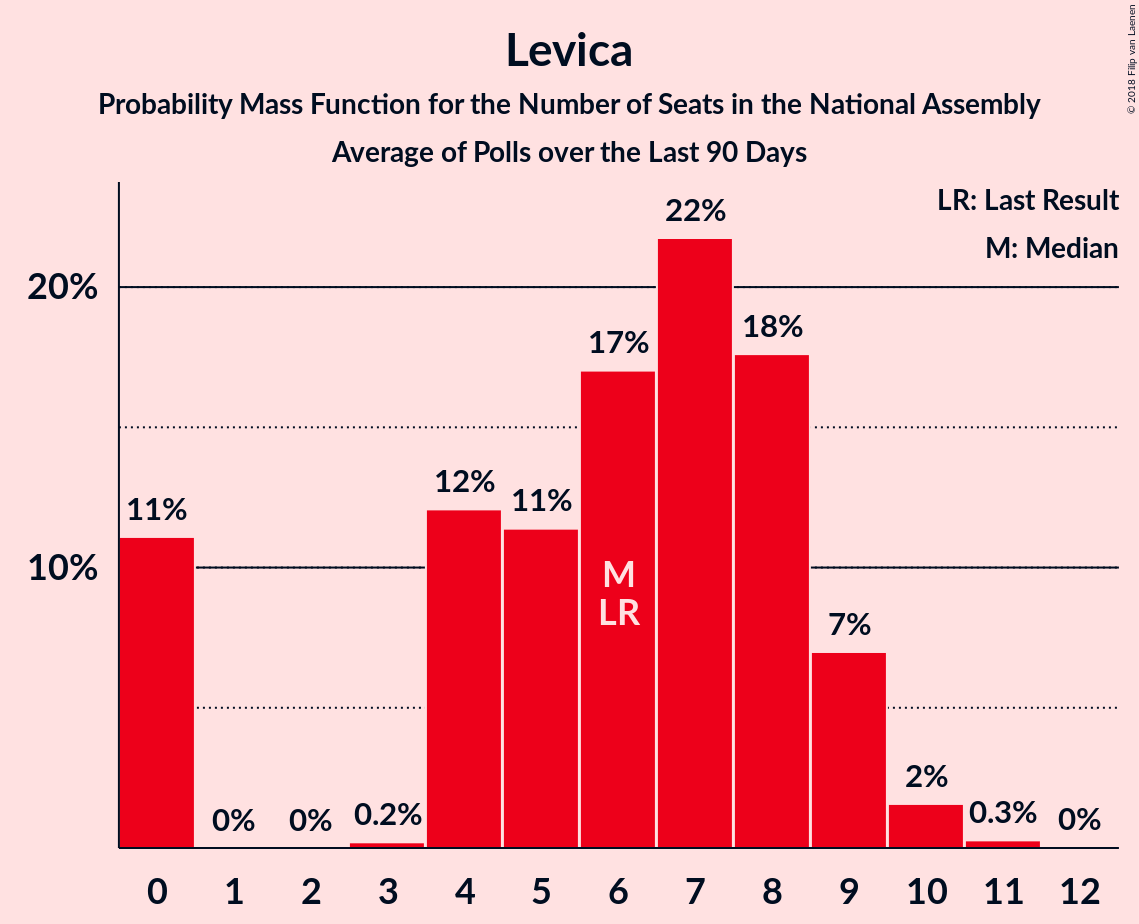 Levica
Probability Mass Function for the Number of Seats in the National Assembly
Average of Polls over the Last 90 Days
© 2018 Filip van Laenen
LR: Last Result
M: Median
20%
10%
11%
0%
0%
0.2%
12%
11%
17%
22%
18%
7%
2%
0.3%
0%
M
LR
0 1 2 3 4 5 6 7 8 9 10 11 12